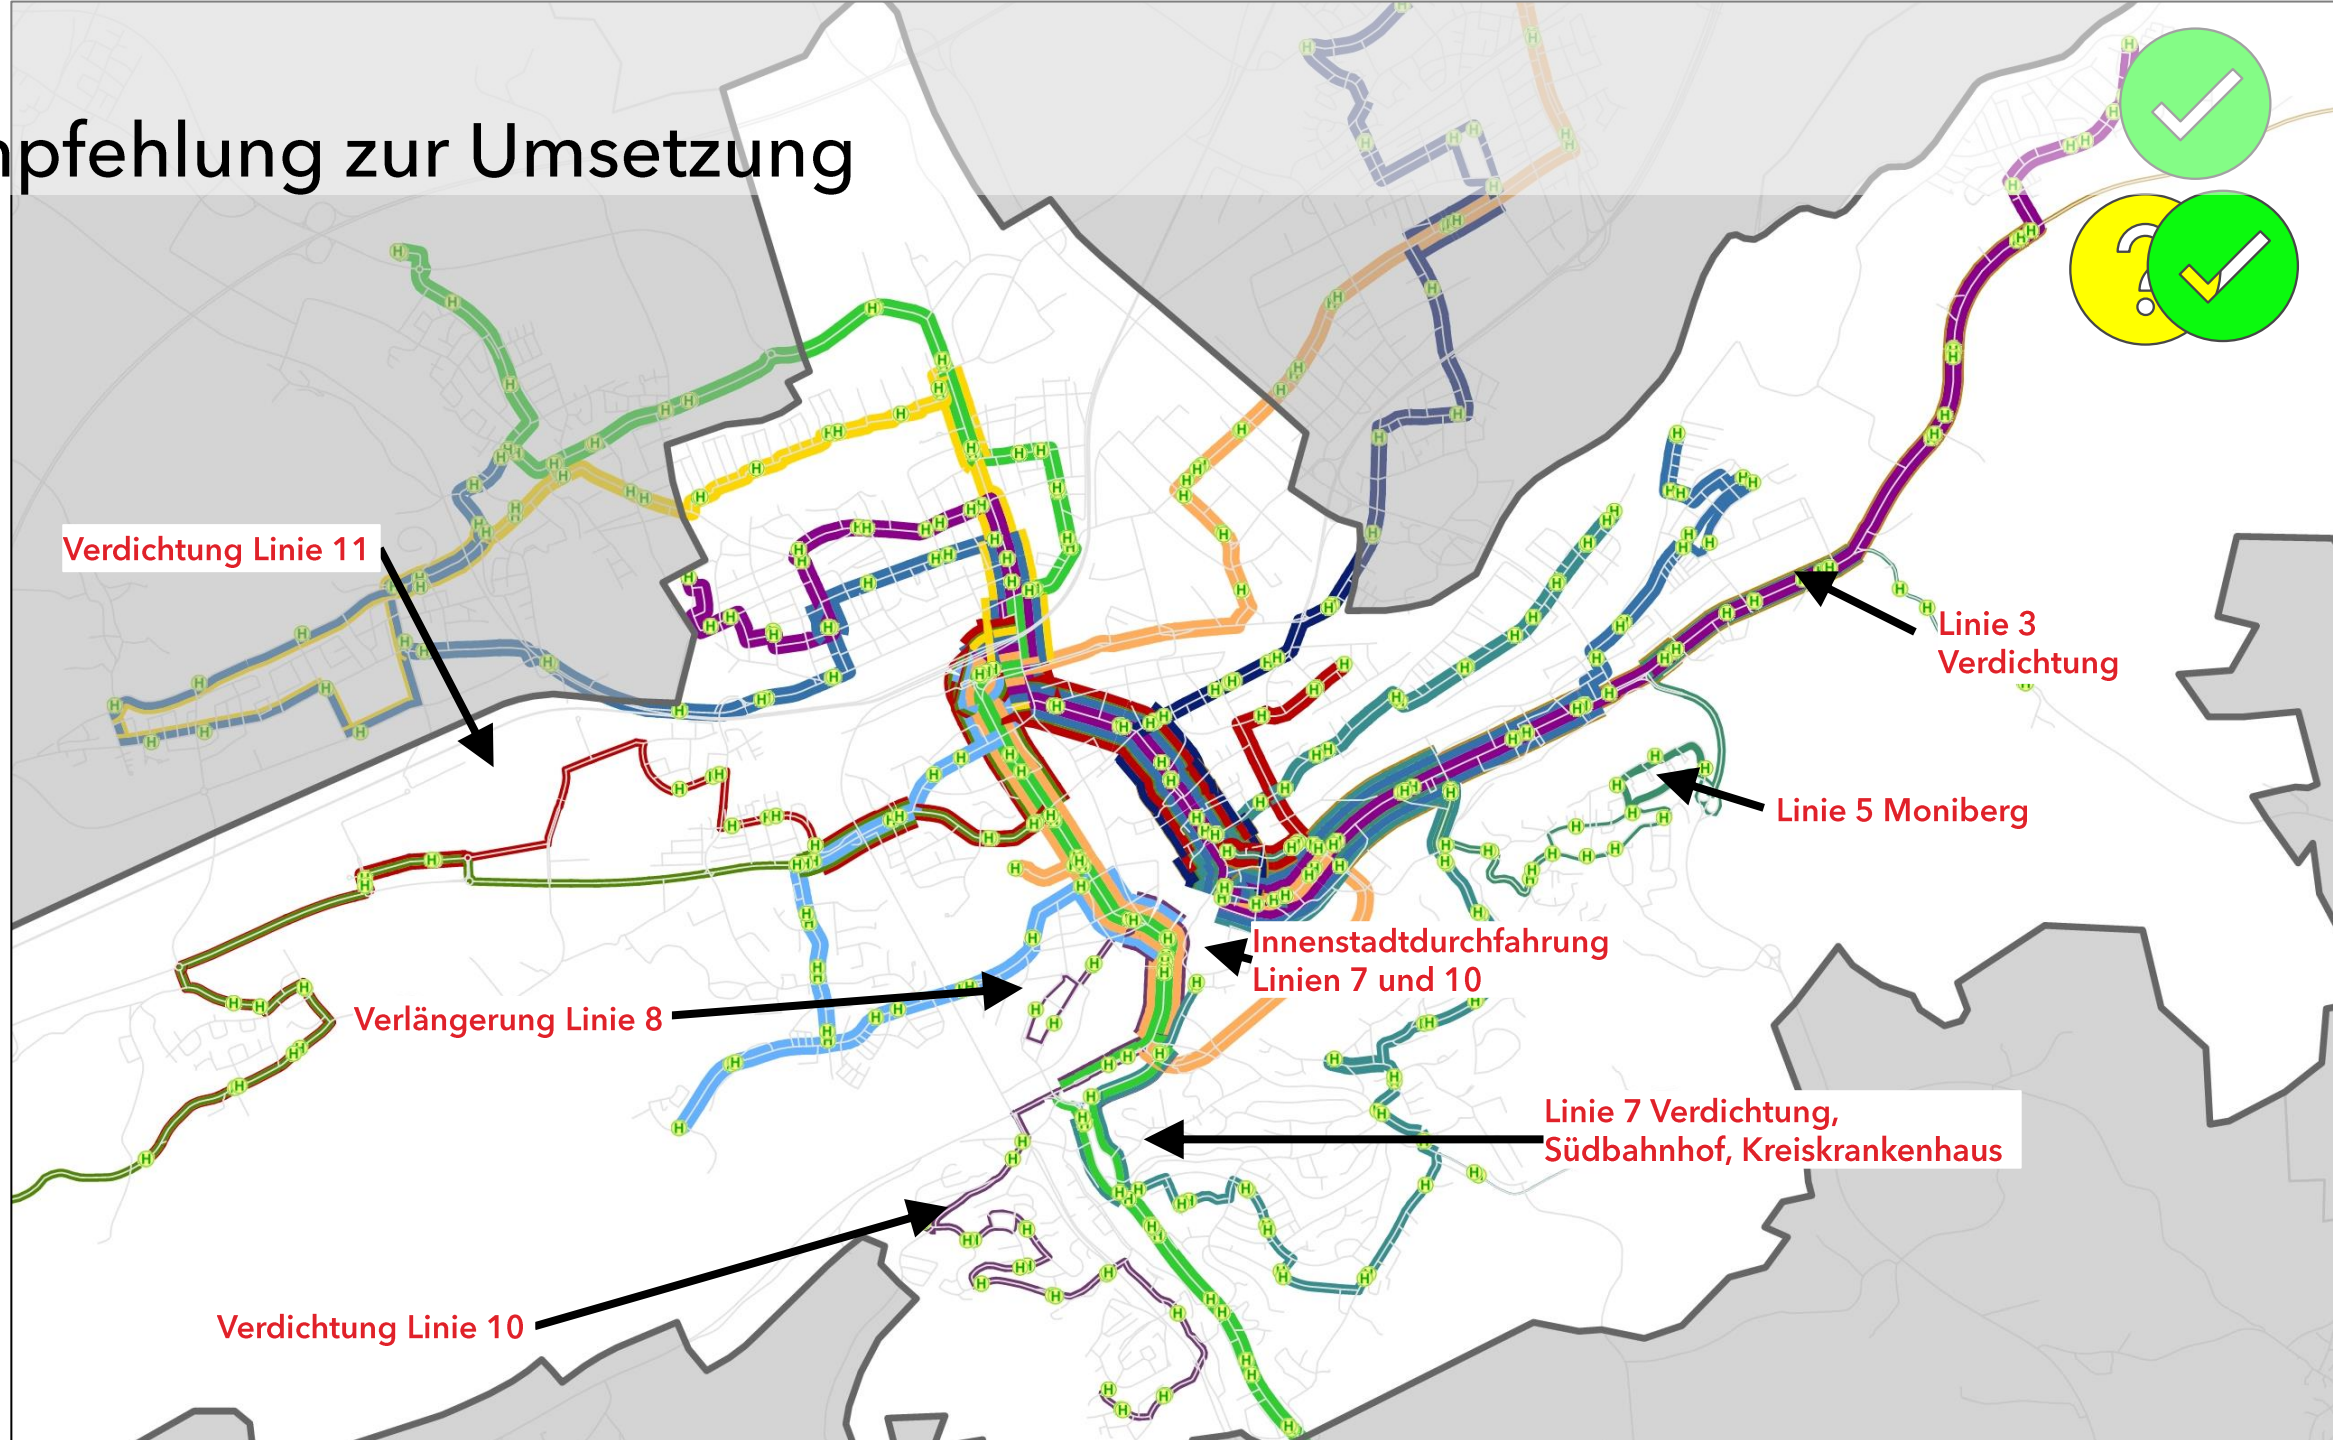 mpfehlung zur Umsetzung
Verdichtung Linie 11
Linie 3
Verdichtung
Linie 5 Moniberg
Innenstadtdurchfahrung
Linien 7 und 10
Verlängerung Linie 8
Linie 7 Verdichtung,
Südbahnhof, Kreiskrankenhaus
Verdichtung Linie 10